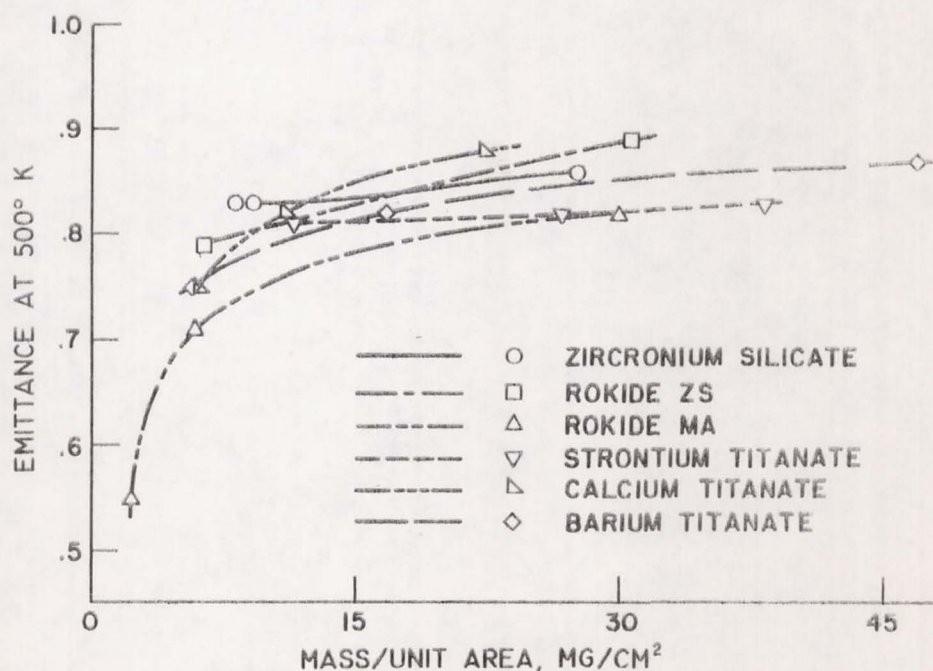 1.0
.9
.8
.7
.6
.5
EMITTANCE AT 500° K
0
15
30
45
MASS/UNIT AREA, MG/CM²
ZIRCRONIUM SILICATE
ROKIDE ZS
ROKIDE MA
STRONTIUM TITANATE
CALCIUM TITANATE
BARIUM TITANATE